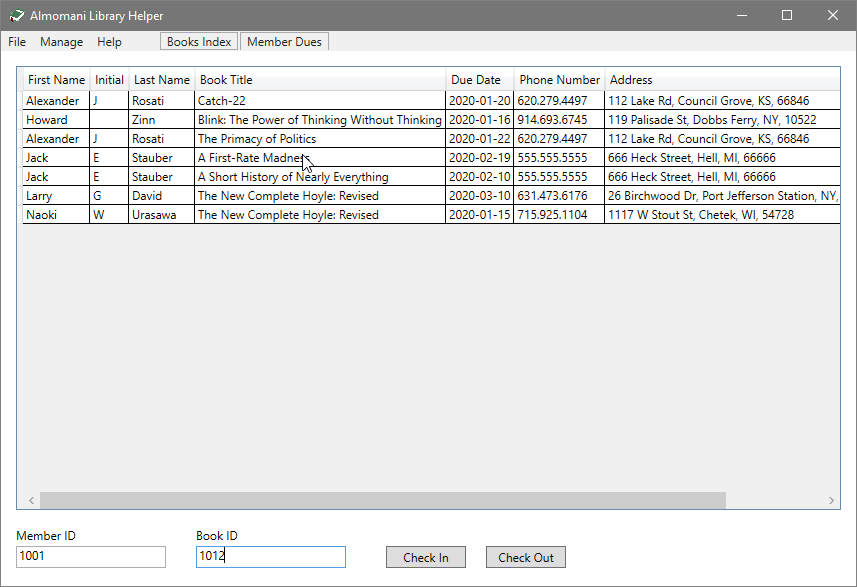 Almomani Library Helper
File Manage Help Books Index Member Dues
First Name Initial Last Name Book Title Due Date Phone Number Address
Alexander J Rosati Catch-22 2020-01-20 620.279.4497 112 Lake Rd, Council Grove, KS, 66846
Howard Zinn Blink: The Power of Thinking Without Thinking 2020-01-16 914.693.6745 119 Palisade St, Dobbs Ferry, NY, 10522
Alexander J Rosati The Primacy of Politics 2020-01-22 620.279.4497 112 Lake Rd, Council Grove, KS, 66846
Jack E Stauber A First-Rate Madness 2020-02-19 555.555.5555 666 Heck Street, Hell, MI, 66666
Jack E Stauber A Short History of Nearly Everything 2020-02-10 555.555.5555 666 Heck Street, Hell, MI, 66666
Larry G David The New Complete Hoyle: Revised 2020-03-10 631.473.6176 26 Birchwood Dr, Port Jefferson Station, NY,
Naoki W Urasawa The New Complete Hoyle: Revised 2020-01-15 715.925.1104 1117 W Stout St, Chetek, WI, 54728
Member ID Book ID
1001 1012 Check In Check Out